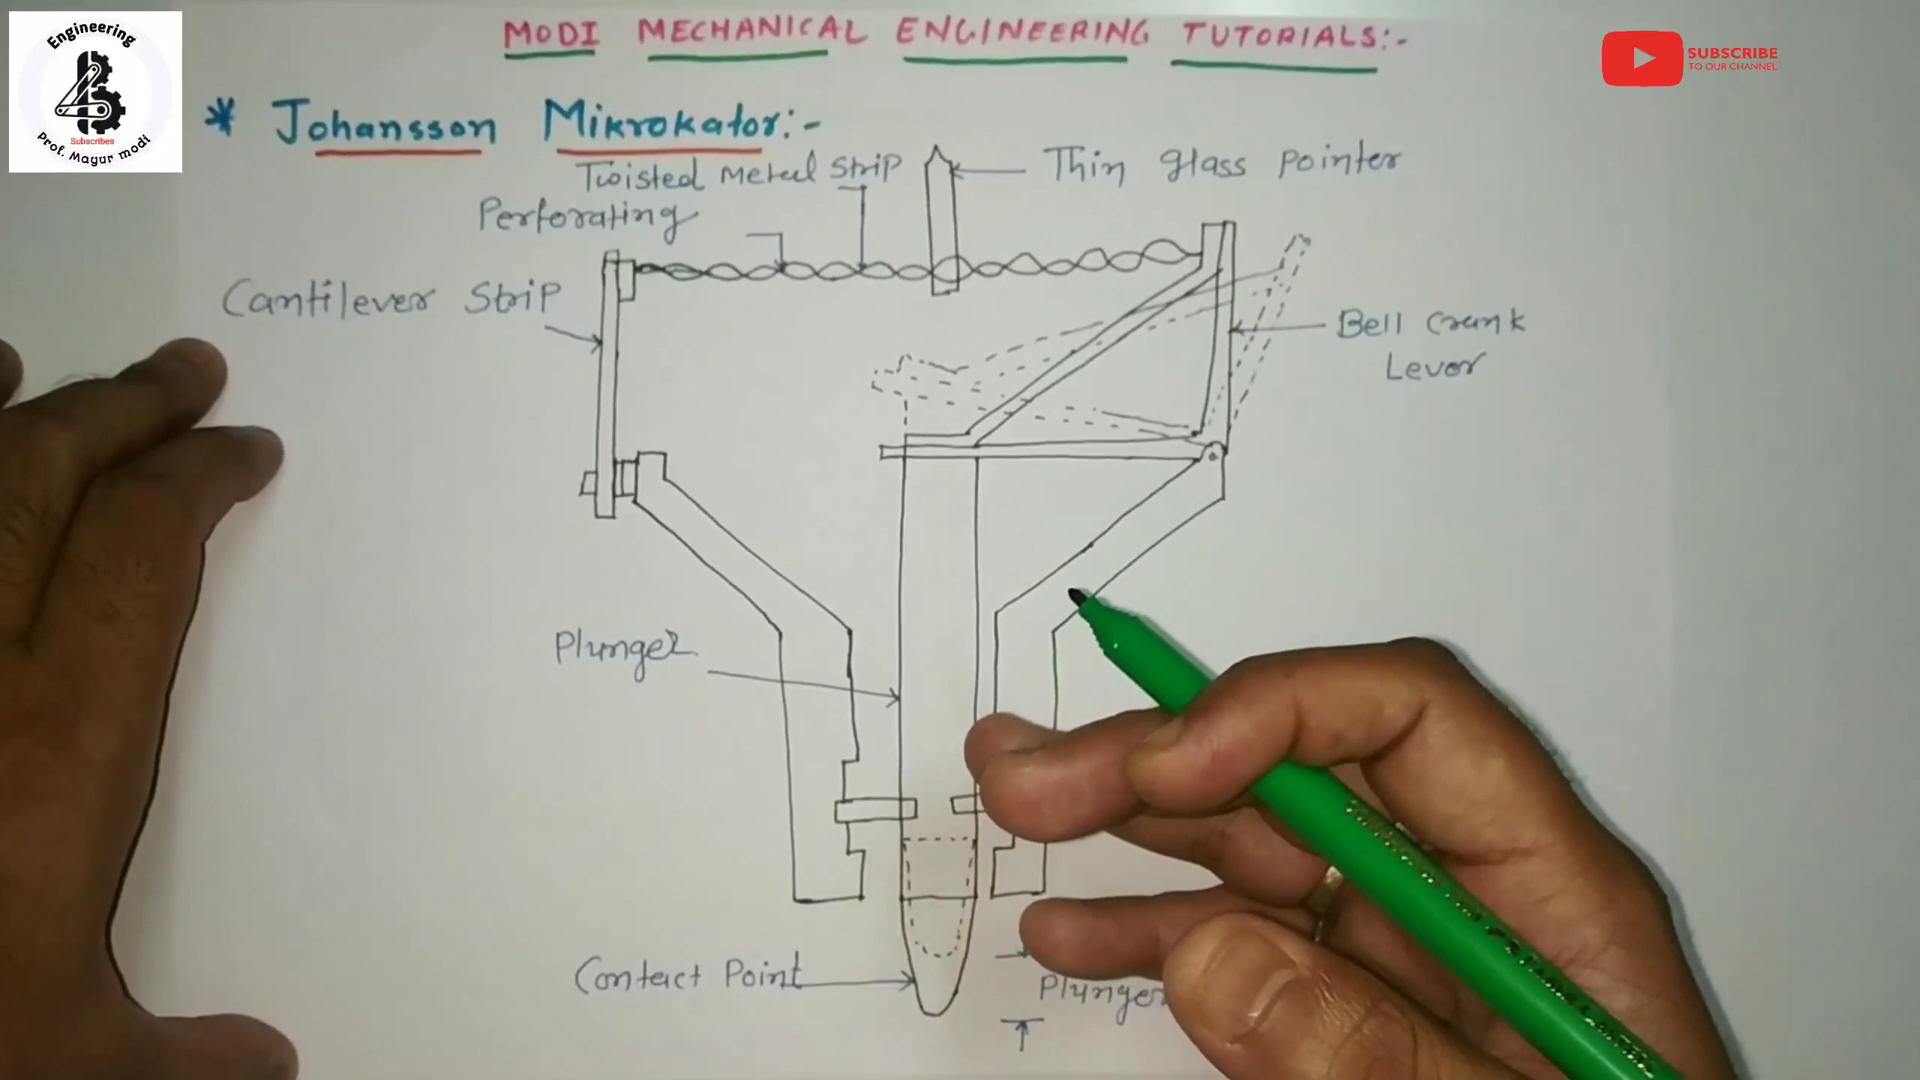 MODI MECHANICAL ENGINEERING TUTORIALS:-
Engineering
Subscribes
Prof. Mayur modi
SUBSCRIBE
TO OUR CHANNEL
* Johansson Mikrokator:-
Twisted Metal Strip
Thin glass pointer
Perforating
Cantilever Strip
Bell Crank
Lever
Plunger
Contact Point
Plunger